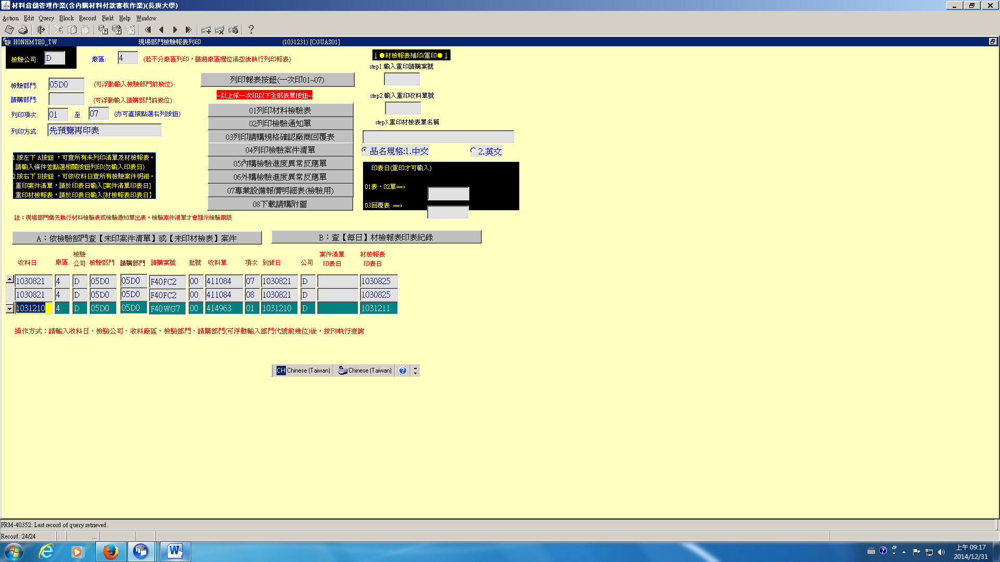 材料倉儲管理作業(含內購材料付款審核作業)(長庚大學)
Action Edit Query Block Record Field Help Window
H0NHMTE0_TW 現場部門檢驗報表列印 (1031231) [CGUAS01]
檢驗公司: D 廠區: 4 (若不分廠區列印，請將廠區欄位清空後執行列印報表)
檢驗部門: 05D0 (可浮動輸入檢驗部門前幾位)
請購部門: (可浮動輸入請購部門前幾位)
列印項次: 01 至 07 (亦可直接點選右列按鈕)
列印方式: 先預覽再印表
1.按左下 A按鈕 ，可查所有未列印清單及材檢報表。
請輸入條件並點選相關按鈕列印(勿輸入印表日)
2.按右下 B按鈕 ，可依收料日查所有檢驗案件明細。
重印案件清單，請於印表日輸入[案件清單印表日]
重印材檢報表，請於印表日輸入[材檢報表印表日]
列印報表按鈕(一次印01~07)
--以上係一次印以下全部表單按鈕--
01列印材料檢驗表
02列印檢驗通知單
03列印請購規格確認廠商回覆表
04列印檢驗案件清單
05內購檢驗進度異常反應單
06外購檢驗進度異常反應單
07專業設備報價明細表(檢驗用)
08下載請購附圖
↓●材檢報表補印/重印●↓
step1.輸入重印請購案號
step2.輸入重印收料單號
step3.重印材檢表單名稱
品名規格:1.中文 2.英文
印表日(重印才可輸入)
01表、02單==>
03回覆表 ==>
註：現場部門需先執行材料檢驗表或檢驗通知單出表，檢驗案件清單才會顯示檢驗期限
A：依檢驗部門查【未印案件清單】或【未印材檢表】案件
B：查【每日】材檢報表印表紀錄
收料日 廠區 檢驗公司 檢驗部門 請購部門 請購案號 批號 收料單 項次 到貨日 公司 案件清單印表日 材檢報表印表日
1030821 4 D 05D0 05D0 F40FC2 00 411084 07 1030821 D 1030825
1030821 4 D 05D0 05D0 F40FC2 00 411084 08 1030821 D 1030825
1031210 4 D 05D0 05D0 F40WG7 00 414963 01 1031210 D 1031211
操作方式：請輸入收料日、檢驗公司、收料廠區、檢驗部門、請購部門(可浮動輸入部門代號前幾位)後，按F8執行查詢
CH Chinese (Taiwan) Chinese (Taiwan)
FRM-40352: Last record of query retrieved.
Record: 24/24 ...
上午 09:17
2014/12/31